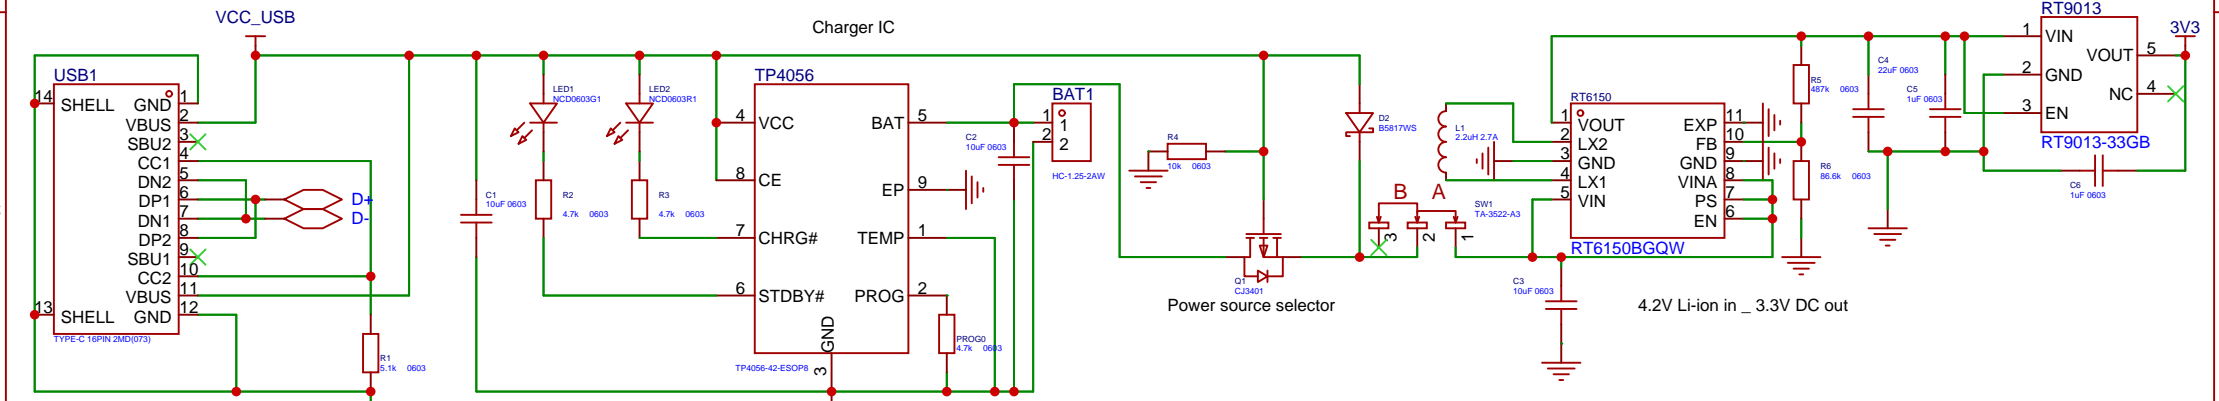 VCC_USB
Charger IC
USB1
14
SHELL
GND
1
VBUS
2
SBU2
3
CC1
4
DN2
5
DP1
6
DN1
7
DP2
8
SBU1
9
CC2
10
VBUS
11
GND
12
13
SHELL
TYPE-C 16PIN 2MD(073)
D+
D-
R1
5.1k 0603
C1
10uF 0603
LED1
NCD0603G1
R2
4.7k 0603
LED2
NCD0603R1
R3
4.7k 0603
TP4056
4
VCC
8
CE
7
CHRG#
6
STDBY#
BAT
5
EP
9
TEMP
1
PROG
2
GND
3
TP4056-42-ESOP8
PROG0
4.7k 0603
C2
10uF 0603
BAT1
1
1
2
2
HC-1.25-2AW
R4
10k 0603
Q1
CJ3401
Power source selector
D2
B5817WS
B
A
3
2
1
SW1
TA-3522-A3
L1
2.2uH 2.7A
RT6150
1
VOUT
2
LX2
3
GND
4
LX1
5
VIN
EXP
11
FB
10
GND
9
VINA
8
PS
7
EN
6
RT6150BGQW
C3
10uF 0603
4.2V Li-ion in _ 3.3V DC out
R5
487k 0603
R6
86.6k 0603
C4
22uF 0603
C5
1uF 0603
RT9013
1
VIN
2
GND
3
EN
VOUT
5
NC
4
RT9013-33GB
3V3
C6
1uF 0603